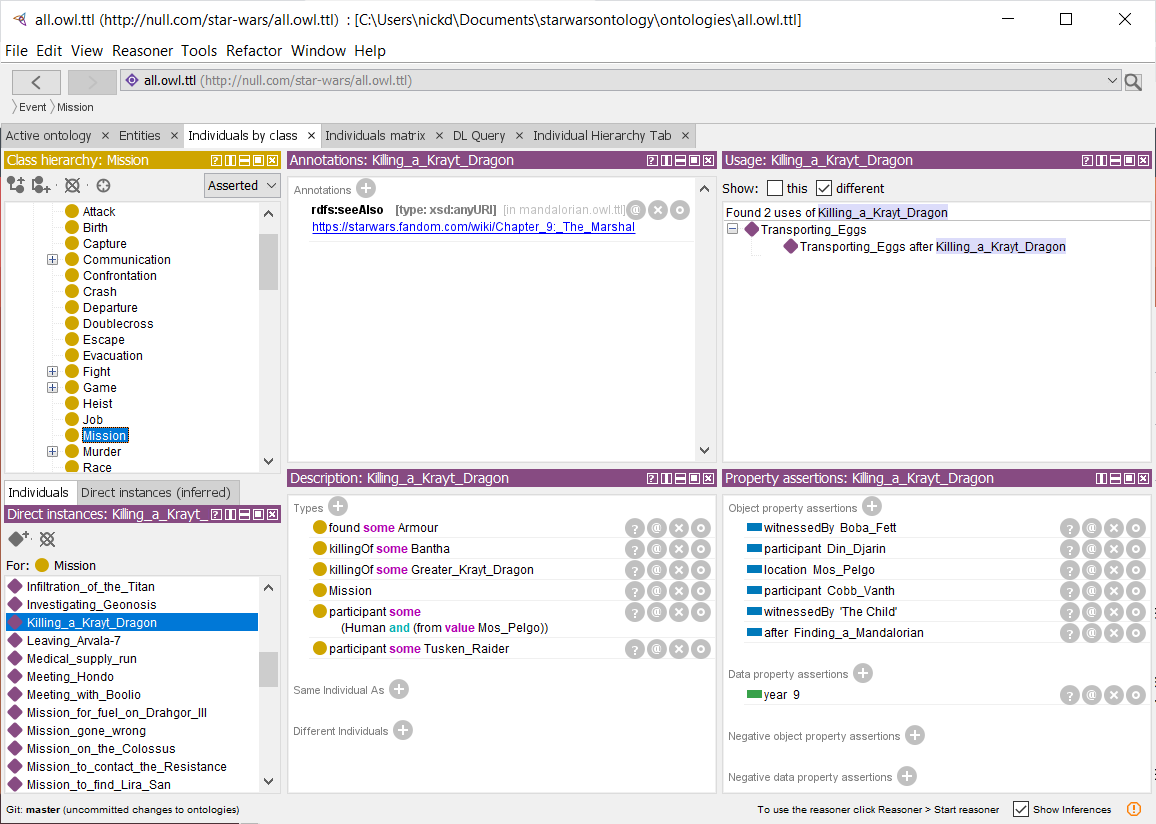 all.owl.ttl (http://null.com/star-wars/all.owl.ttl) : [C:\Users\nickd\Documents\starwarsontology\ontologies\all.owl.ttl]
File Edit View Reasoner Tools Refactor Window Help
all.owl.ttl (http://null.com/star-wars/all.owl.ttl)
Event Mission
Active ontology × Entities × Individuals by class × Individuals matrix × DL Query × Individual Hierarchy Tab ×
Class hierarchy: Mission
Asserted
Attack
Birth
Capture
Communication
Confrontation
Crash
Departure
Doublecross
Escape
Evacuation
Fight
Game
Heist
Job
Mission
Murder
Race
Individuals Direct instances (inferred)
Direct instances: Killing_a_Krayt_
For: Mission
Infiltration_of_the_Titan
Investigating_Geonosis
Killing_a_Krayt_Dragon
Leaving_Arvala-7
Medical_supply_run
Meeting_Hondo
Meeting_with_Boolio
Mission_for_fuel_on_Drahgor_III
Mission_gone_wrong
Mission_on_the_Colossus
Mission_to_contact_the_Resistance
Mission_to_find_Lira_San
Annotations: Killing_a_Krayt_Dragon
Annotations
rdfs:seeAlso [type: xsd:anyURI] [in mandalorian.owl.ttl]
https://starwars.fandom.com/wiki/Chapter_9:_The_Marshal
Usage: Killing_a_Krayt_Dragon
Show: this different
Found 2 uses of Killing_a_Krayt_Dragon
Transporting_Eggs
Transporting_Eggs after Killing_a_Krayt_Dragon
Description: Killing_a_Krayt_Dragon
Types
found some Armour
killingOf some Bantha
killingOf some Greater_Krayt_Dragon
Mission
participant some
(Human and (from value Mos_Pelgo))
participant some Tusken_Raider
Same Individual As
Different Individuals
Property assertions: Killing_a_Krayt_Dragon
Object property assertions
witnessedBy Boba_Fett
participant Din_Djarin
location Mos_Pelgo
participant Cobb_Vanth
witnessedBy 'The Child'
after Finding_a_Mandalorian
Data property assertions
year 9
Negative object property assertions
Negative data property assertions
Git: master (uncommitted changes to ontologies)
To use the reasoner click Reasoner > Start reasoner Show Inferences